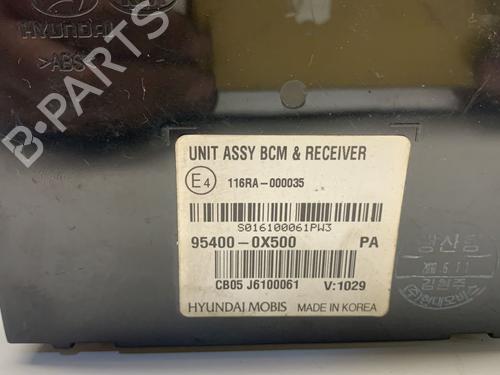 HYUNDAI
>ABS<
B-PARTS
UNIT ASSY BCM & RECEIVER
E4 116RA-000035
S016100061PW3
95400-0X500 PA
CB05 J6100061 V:1029
HYUNDAI MOBIS MADE IN KOREA